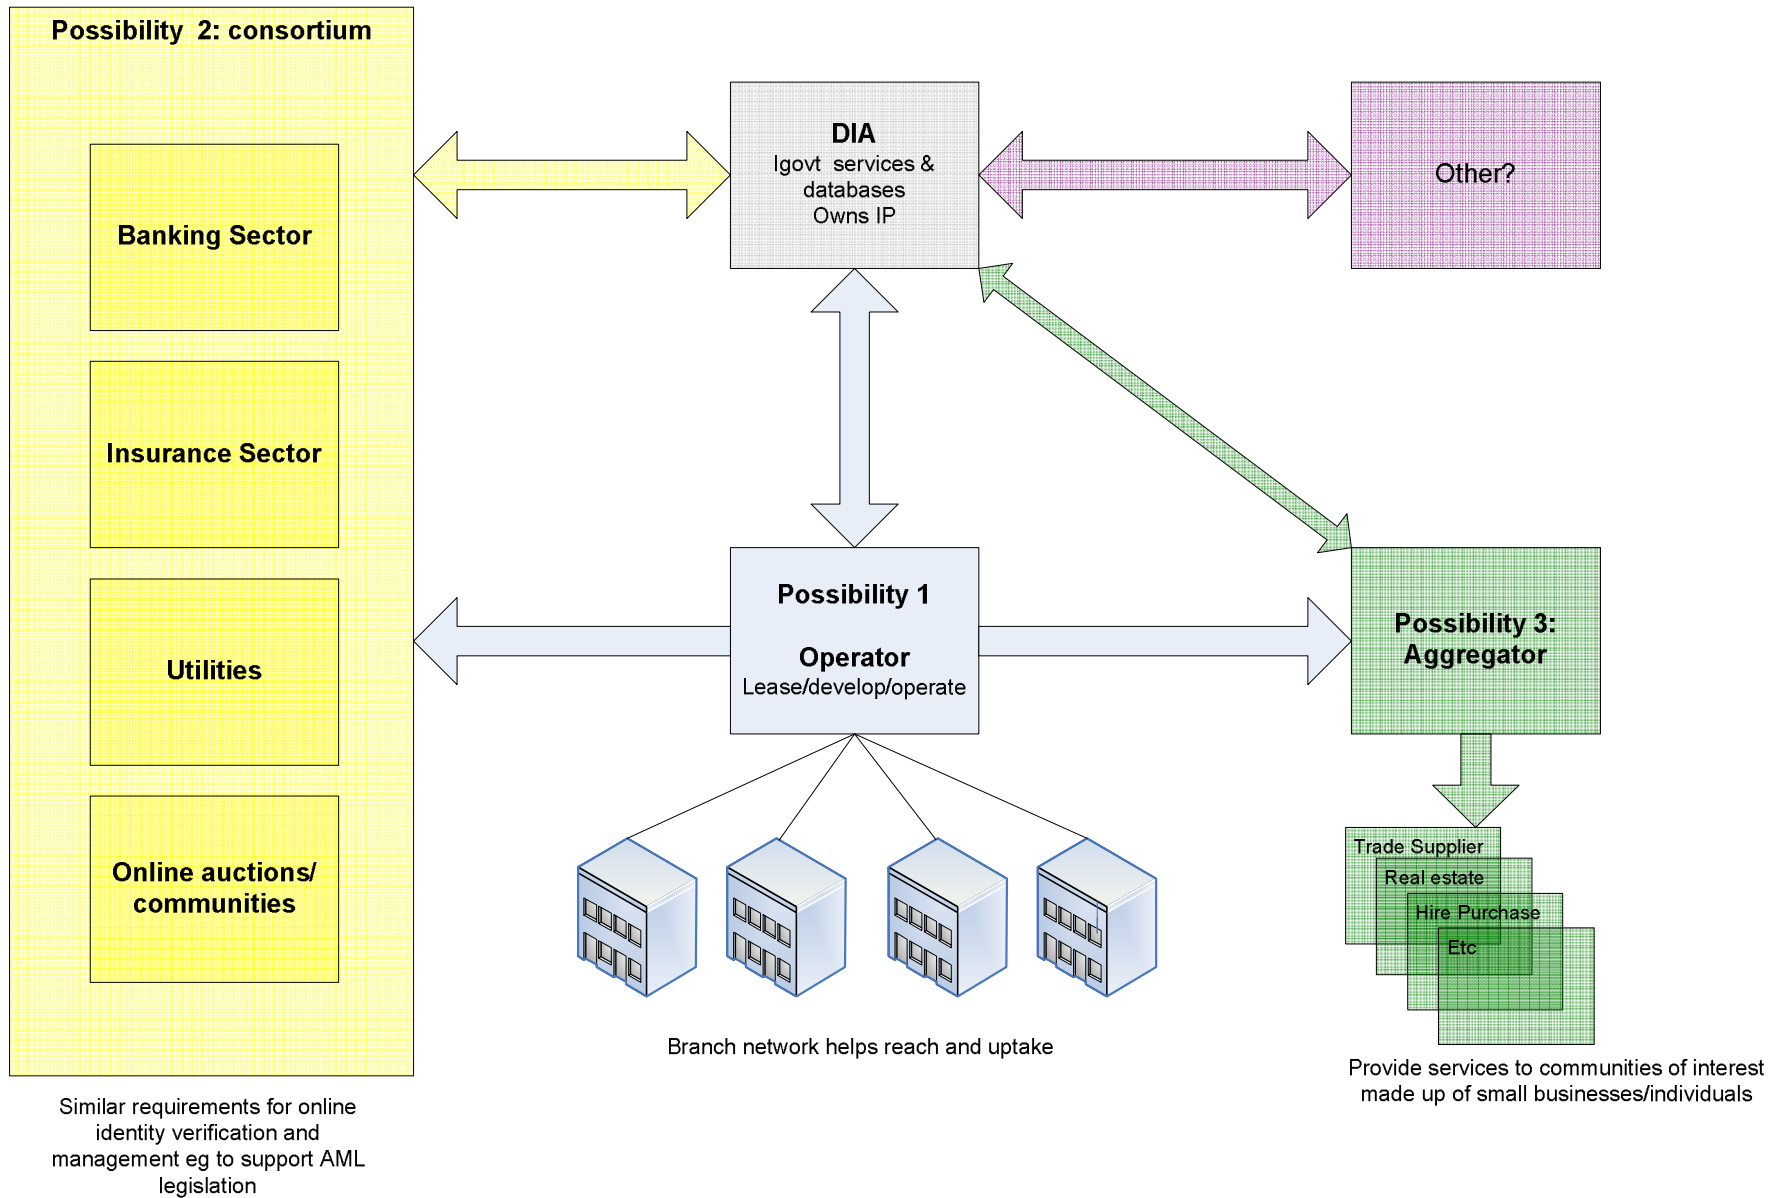 Possibility 2: consortium
Banking Sector
Insurance Sector
Utilities
Online auctions/
communities
Similar requirements for online
identity verification and
management eg to support AML
legislation
DIA
Igovt services &
databases
Owns IP
Other?
Possibility 1
Operator
Lease/develop/operate
Branch network helps reach and uptake
Possibility 3:
Aggregator
Trade Supplier
Real estate
Hire Purchase
Etc
Provide services to communities of interest
made up of small businesses/individuals